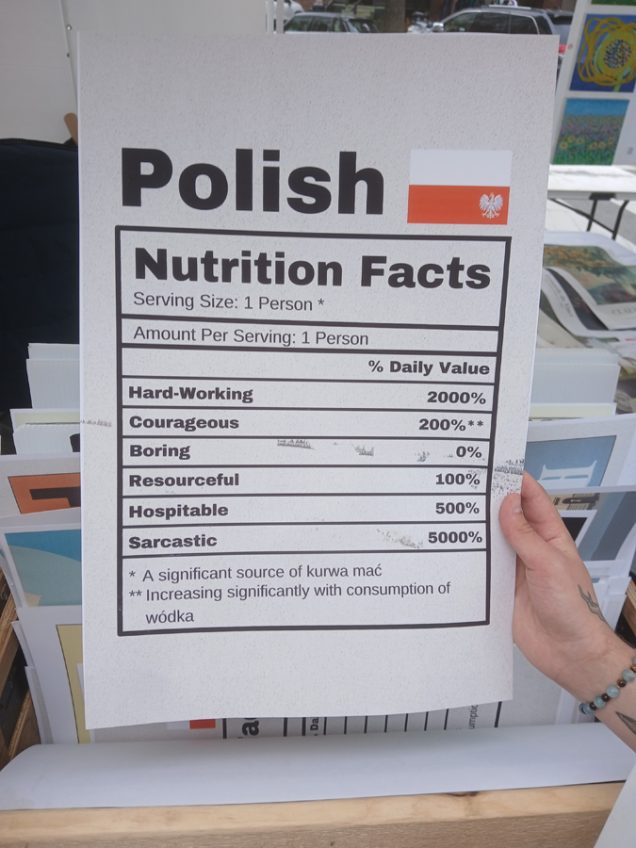 Polish
Nutrition Facts
Serving Size: 1 Person *
Amount Per Serving: 1 Person
% Daily Value
Hard-Working 2000%
Courageous 200%**
Boring 0%
Resourceful 100%
Hospitable 500%
Sarcastic 5000%
* A significant source of kurwa mać
** Increasing significantly with consumption of
wódka